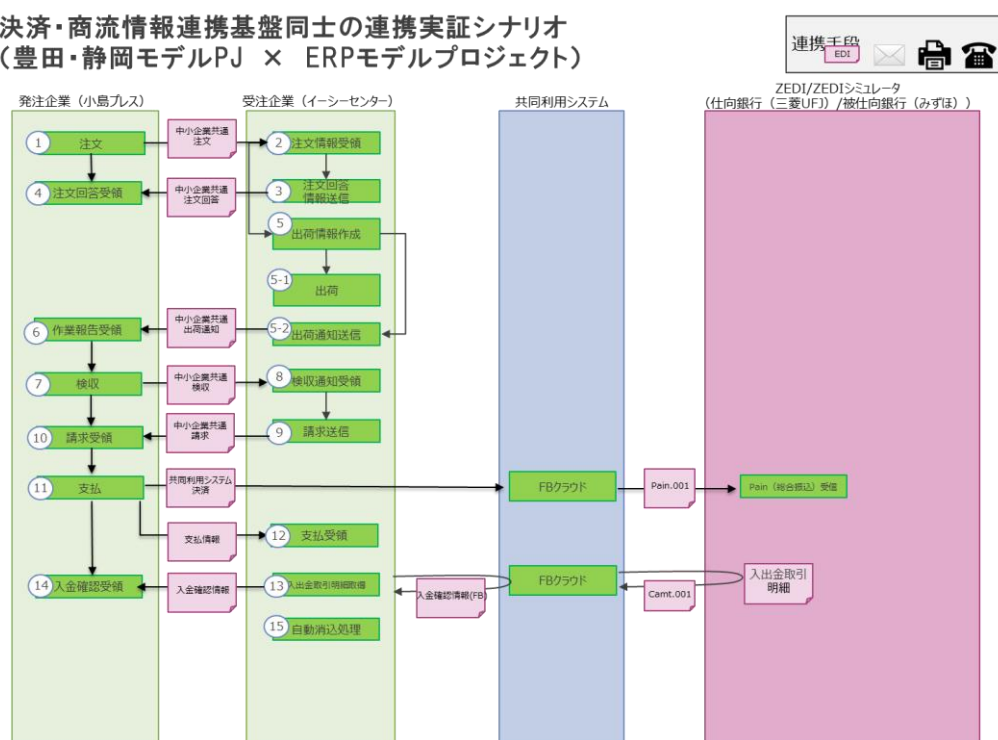 決済・商流情報連携基盤同士の連携実証シナリオ
（豊田・静岡モデルPJ × ERPモデルプロジェクト）
連携手段
EDI
発注企業（小島プレス）
受注企業（イーシーセンター）
共同利用システム
ZEDI/ZEDIシミュレータ
（仕向銀行（三菱UFJ）/被仕向銀行（みずほ））
1 注文
中小企業共通
注文
2 注文情報受領
4 注文回答受領
中小企業共通
注文回答
3 注文回答
情報送信
5 出荷情報作成
5-1 出荷
6 作業報告受領
中小企業共通
出荷通知
5-2 出荷通知送信
7 検収
中小企業共通
検収
8 検収通知受領
10 請求受領
中小企業共通
請求
9 請求送信
11 支払
共同利用システム
決済
FBクラウド
Pain.001
Pain（総合振込）受信
支払情報
12 支払受領
14 入金確認受領
入金確認情報
13 入出金取引明細取得
入金確認情報(FB)
FBクラウド
Camt.001
入出金取引
明細
15 自動消込処理